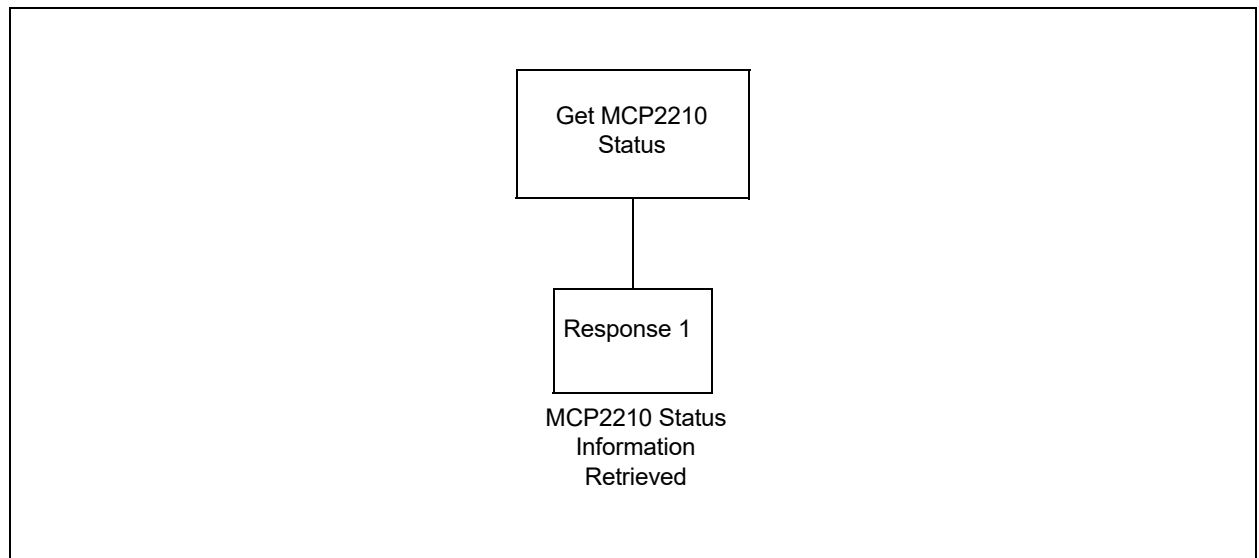 Get MCP2210
Status
Response 1
MCP2210 Status
Information
Retrieved